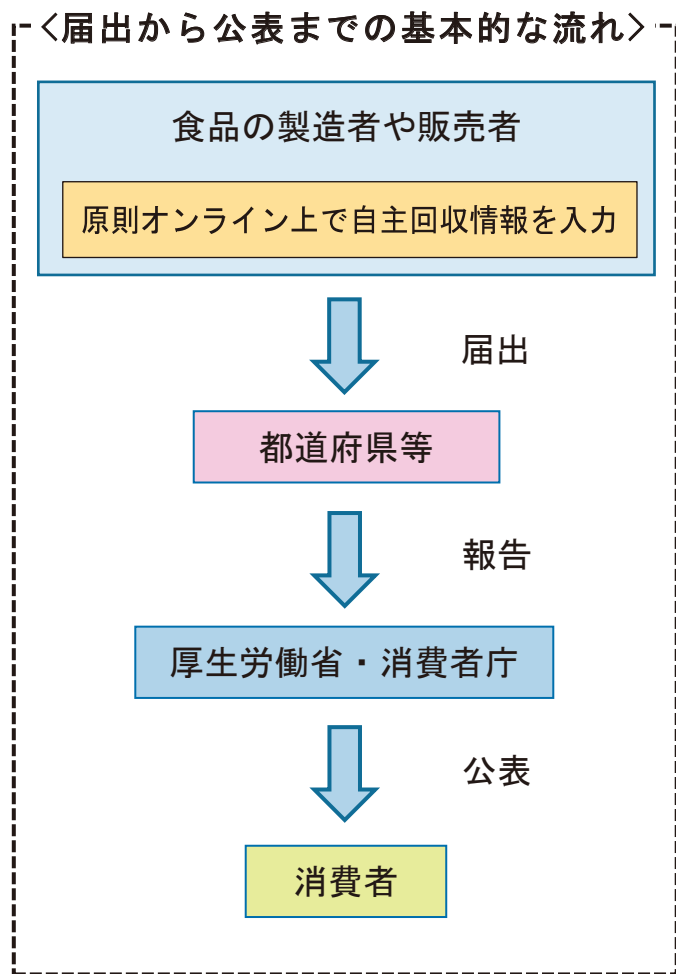 <届出から公表までの基本的な流れ>
食品の製造者や販売者
原則オンライン上で自主回収情報を入力
届出
都道府県等
報告
厚生労働省・消費者庁
公表
消費者